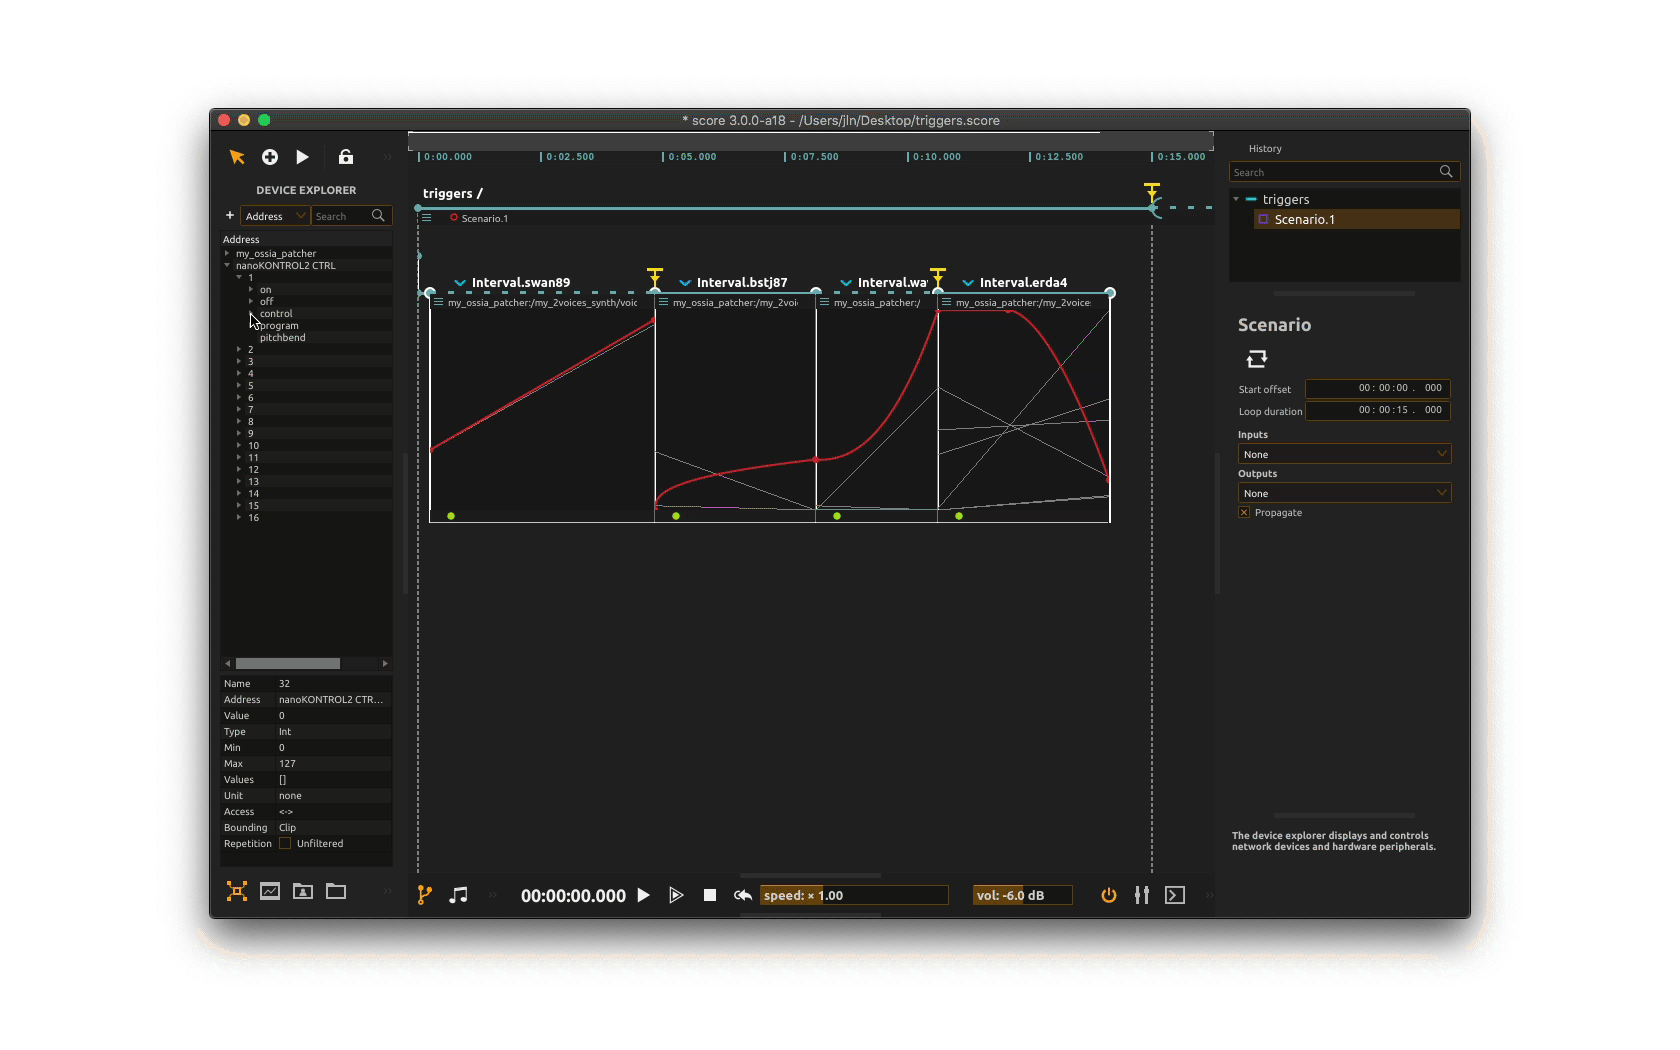 * score 3.0.0-a18 - /Users/jln/Desktop/triggers.score
DEVICE EXPLORER
+ Address Search
Address
my_ossia_patcher
nanoKONTROL2 CTRL
1
on
off
control
program
pitchbend
2
3
4
5
6
7
8
9
10
11
12
13
14
15
16
Name 32
Address nanoKONTROL2 CTR...
Value 0
Type Int
Min 0
Max 127
Values []
Unit none
Access <->
Bounding Clip
Repetition Unfiltered
0:00.000 0:02.500 0:05.000 0:07.500 0:10.000 0:12.500 0:15.000
triggers /
Scenario.1
Interval.swan89 Interval.bstj87 Interval.wa Interval.erda4
my_ossia_patcher:/my_2voices_synth/voic my_ossia_patcher:/my_2voi my_ossia_patcher:/ my_ossia_patcher:/my_2voice
00:00:00.000 speed: × 1.00 vol: -6.0 dB
History
Search
triggers
Scenario.1
Scenario
Start offset 00: 00: 00 . 000
Loop duration 00: 00: 15 . 000
Inputs
None
Outputs
None
Propagate
The device explorer displays and controls
network devices and hardware peripherals.